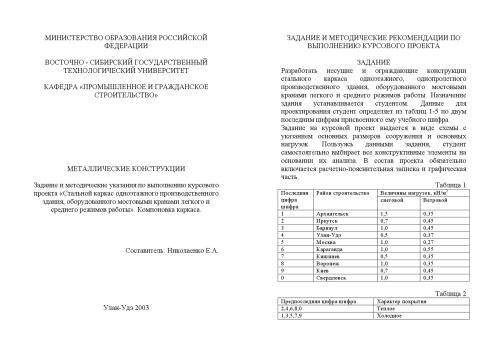 МИНИСТЕРСТВО ОБРАЗОВАНИЯ РОССИЙСКОЙ
ФЕДЕРАЦИИ
ВОСТОЧНО - СИБИРСКИЙ ГОСУДАРСТВЕННЫЙ
ТЕХНОЛОГИЧЕСКИЙ УНИВЕРСИТЕТ
КАФЕДРА «ПРОМЫШЛЕННОЕ И ГРАЖДАНСКОЕ
СТРОИТЕЛЬСТВО»
МЕТАЛЛИЧЕСКИЕ КОНСТРУКЦИИ
Задание и методические указания по выполнению курсового
проекта «Стальной каркас одноэтажного производственного
здания, оборудованного мостовыми кранами легкого и
среднего режимов работы». Компоновка каркаса.
Составитель: Николаенко Е.А.
Улан-Удэ 2003
ЗАДАНИЕ И МЕТОДИЧЕСКИЕ РЕКОМЕНДАЦИИ ПО
ВЫПОЛНЕНИЮ КУРСОВОГО ПРОЕКТА
ЗАДАНИЕ
Разработать несущие и ограждающие конструкции
стального каркаса одноэтажного, однопролетного
производственного здания, оборудованного мостовыми
кранами легкого и среднего режимов работы. Назначение
здания устанавливается студентом. Данные для
проектирования студент определяет из таблиц 1-5 по двум
последним цифрам присвоенного ему учебного шифра.
Задание на курсовой проект выдается в виде схемы с
указанием основных размеров сооружения и основных
нагрузок. Пользуясь данными задания, студент
самостоятельно выбирает все конструктивные элементы на
основании их анализа. В состав проекта обязательно
включается расчетно-пояснительная записка и графическая
часть.
Таблица 1
Последняя цифра шифра Район строительства Величины нагрузок, кН/м²
снеговой Ветровой
1 Архангельск 1,5 0,35
2 Иркутск 0,7 0,45
3 Барнаул 1.0 0,45
4 Улан-Удэ 0.5 0,37
5 Москва 1.0 0,27
6 Караганда 1.0 0.55
7 Кишинев 0.5 0,35
8 Воронеж 1.0 0,35
9 Киев 0,7 0,45
0 Свердловск 1.0 0,35
Таблица 2
Предпоследняя цифра шифра Характер покрытия
2,4,6,8,0 Теплое
1,3,5,7,9 Холодное